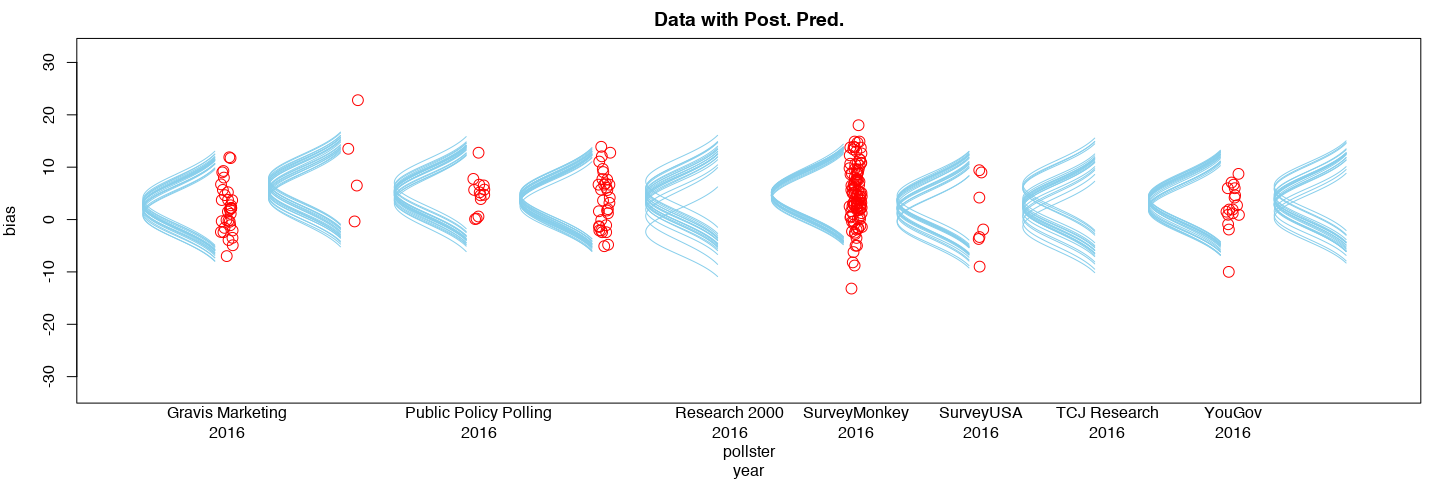 Data with Post. Pred.
30
20
10
0
-10
-20
-30
bias
Gravis Marketing Public Policy Polling Research 2000 SurveyMonkey SurveyUSA TCJ Research YouGov
2016 2016 2016 2016 2016 2016 2016
pollster
year